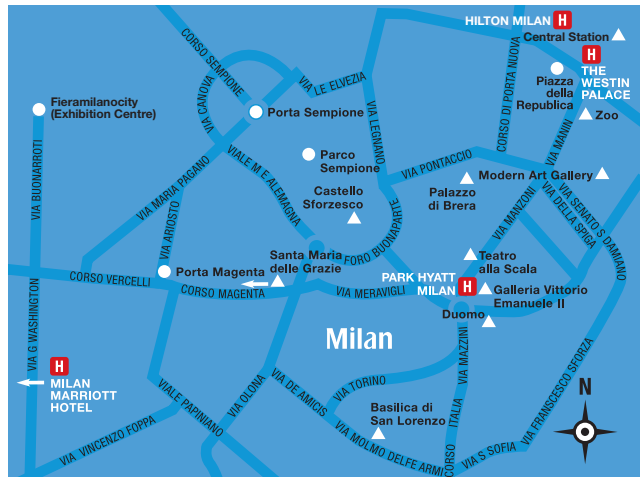 HILTON MILAN H
Central Station
CORSO SEMPIONE
H
THE
WESTIN
PALACE
Piazza
della
Repubblica
Zoo
CORSO DI PORTA NUOVA
VIA LE ELVEZIA
VIA CANOVA
Fieramilanocity
(Exhibition Centre)
Porta Sempione
VIA LEGNANO
VIA MANIN
VIA BUONARROTI
VIALE M E ALEMAGNA
Parco
Sempione
VIA PONTACCIO
Modern Art Gallery
VIA MARIA PAGANO
Castello
Sforzesco
Palazzo
di Brera
VIA MANZONI
VIA SENATO S DAMIANO
VIA DELLA SPIGA
VIA ARIOSTO
FORO BUONAPARTE
Santa Maria
delle Grazie
Teatro
alla Scala
Porta Magenta
CORSO VERCELLI
CORSO MAGENTA
VIA MERAVIGLI
PARK HYATT
MILAN H
Galleria Vittorio
Emanuele II
Duomo
Milan
VIA G WASHINGTON
H
MILAN
MARRIOTT
HOTEL
VIA MAZZINI
VIA FRANSCESCO SFORZA
VIALE PAPINIANO
VIA OLONA
VIA DE AMICIS
VIA TORINO
N
Basilica di
San Lorenzo
VIA VINCENZO FOPPA
VIA MOLMO DELFE ARMI
CORSO ITALIA
VIA S SOFIA